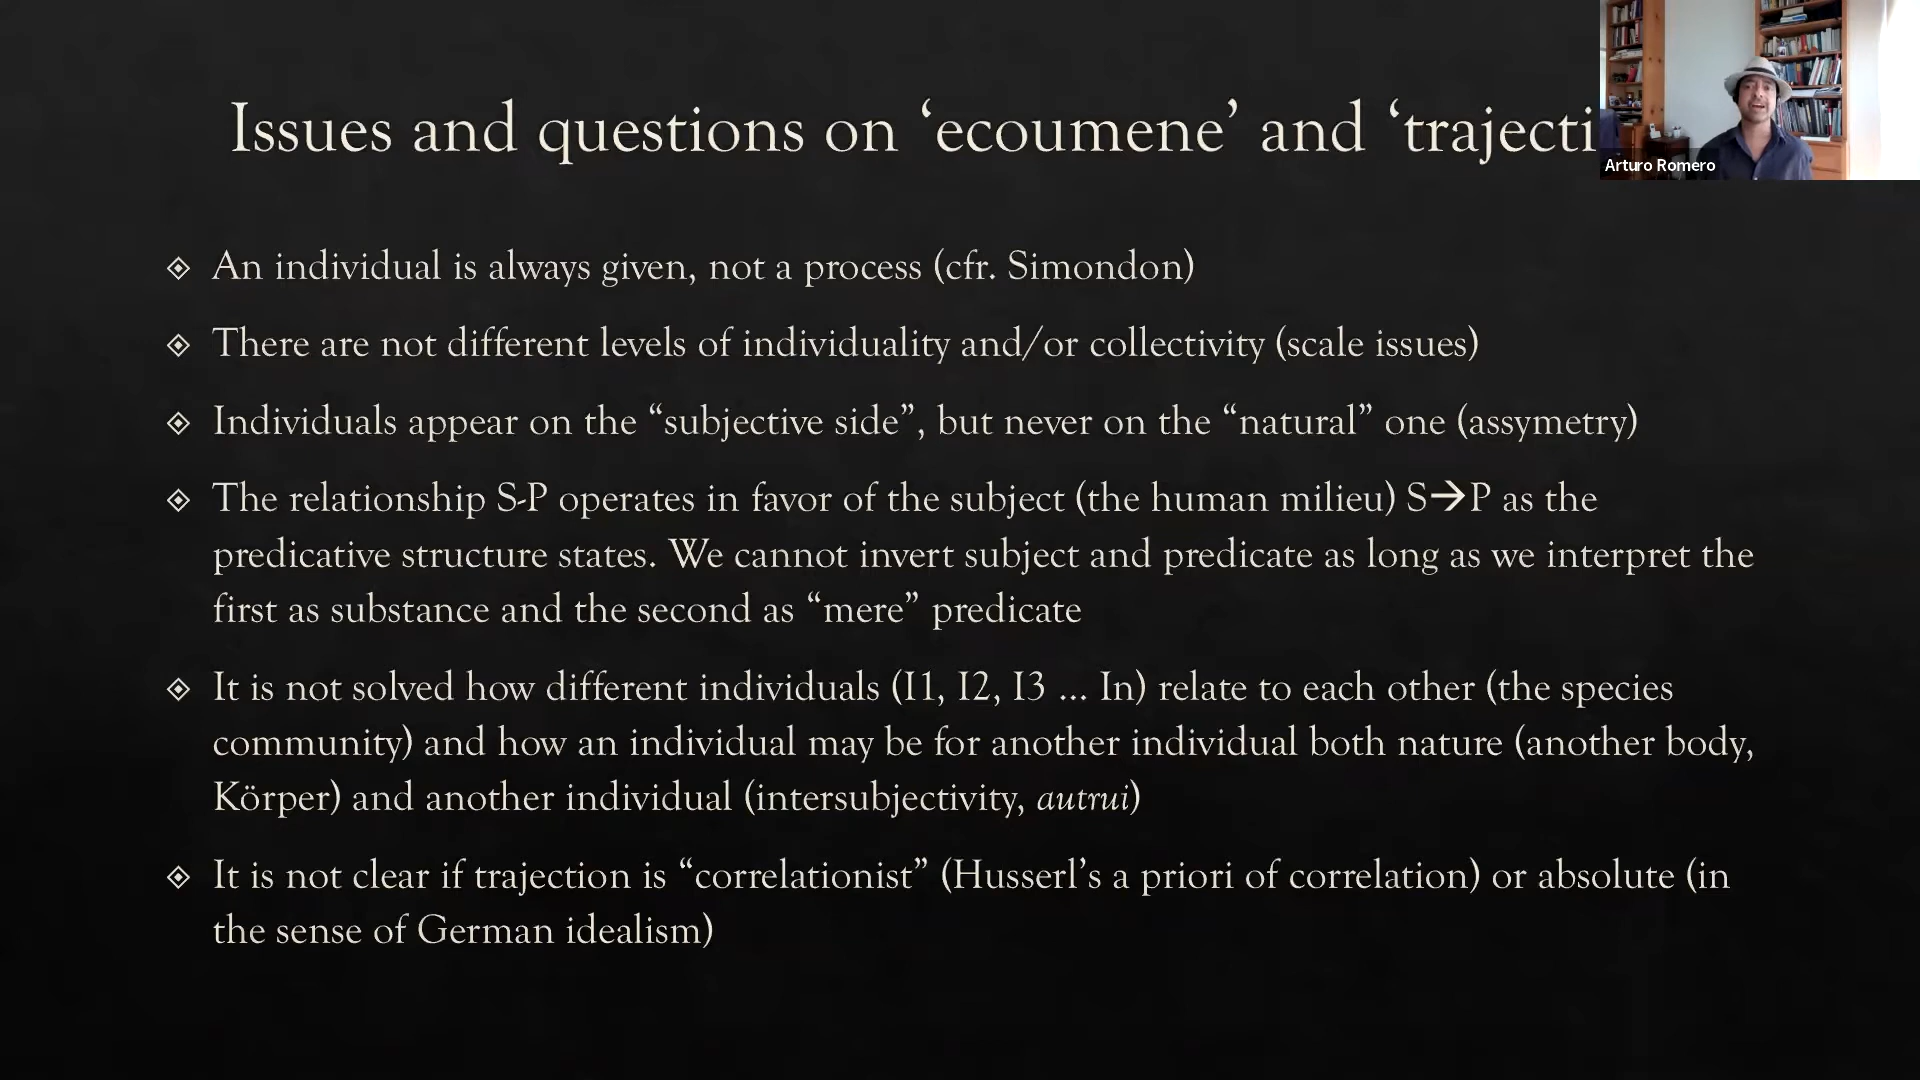 Issues and questions on ‘ecoumene’ and ‘trajecti
Arturo Romero
An individual is always given, not a process (cfr. Simondon)
There are not different levels of individuality and/or collectivity (scale issues)
Individuals appear on the “subjective side”, but never on the “natural” one (assymetry)
The relationship S-P operates in favor of the subject (the human milieu) S→P as the
predicative structure states. We cannot invert subject and predicate as long as we interpret the
first as substance and the second as “mere” predicate
It is not solved how different individuals (I1, I2, I3 … In) relate to each other (the species
community) and how an individual may be for another individual both nature (another body,
Körper) and another individual (intersubjectivity, autrui)
It is not clear if trajection is “correlationist” (Husserl’s a priori of correlation) or absolute (in
the sense of German idealism)